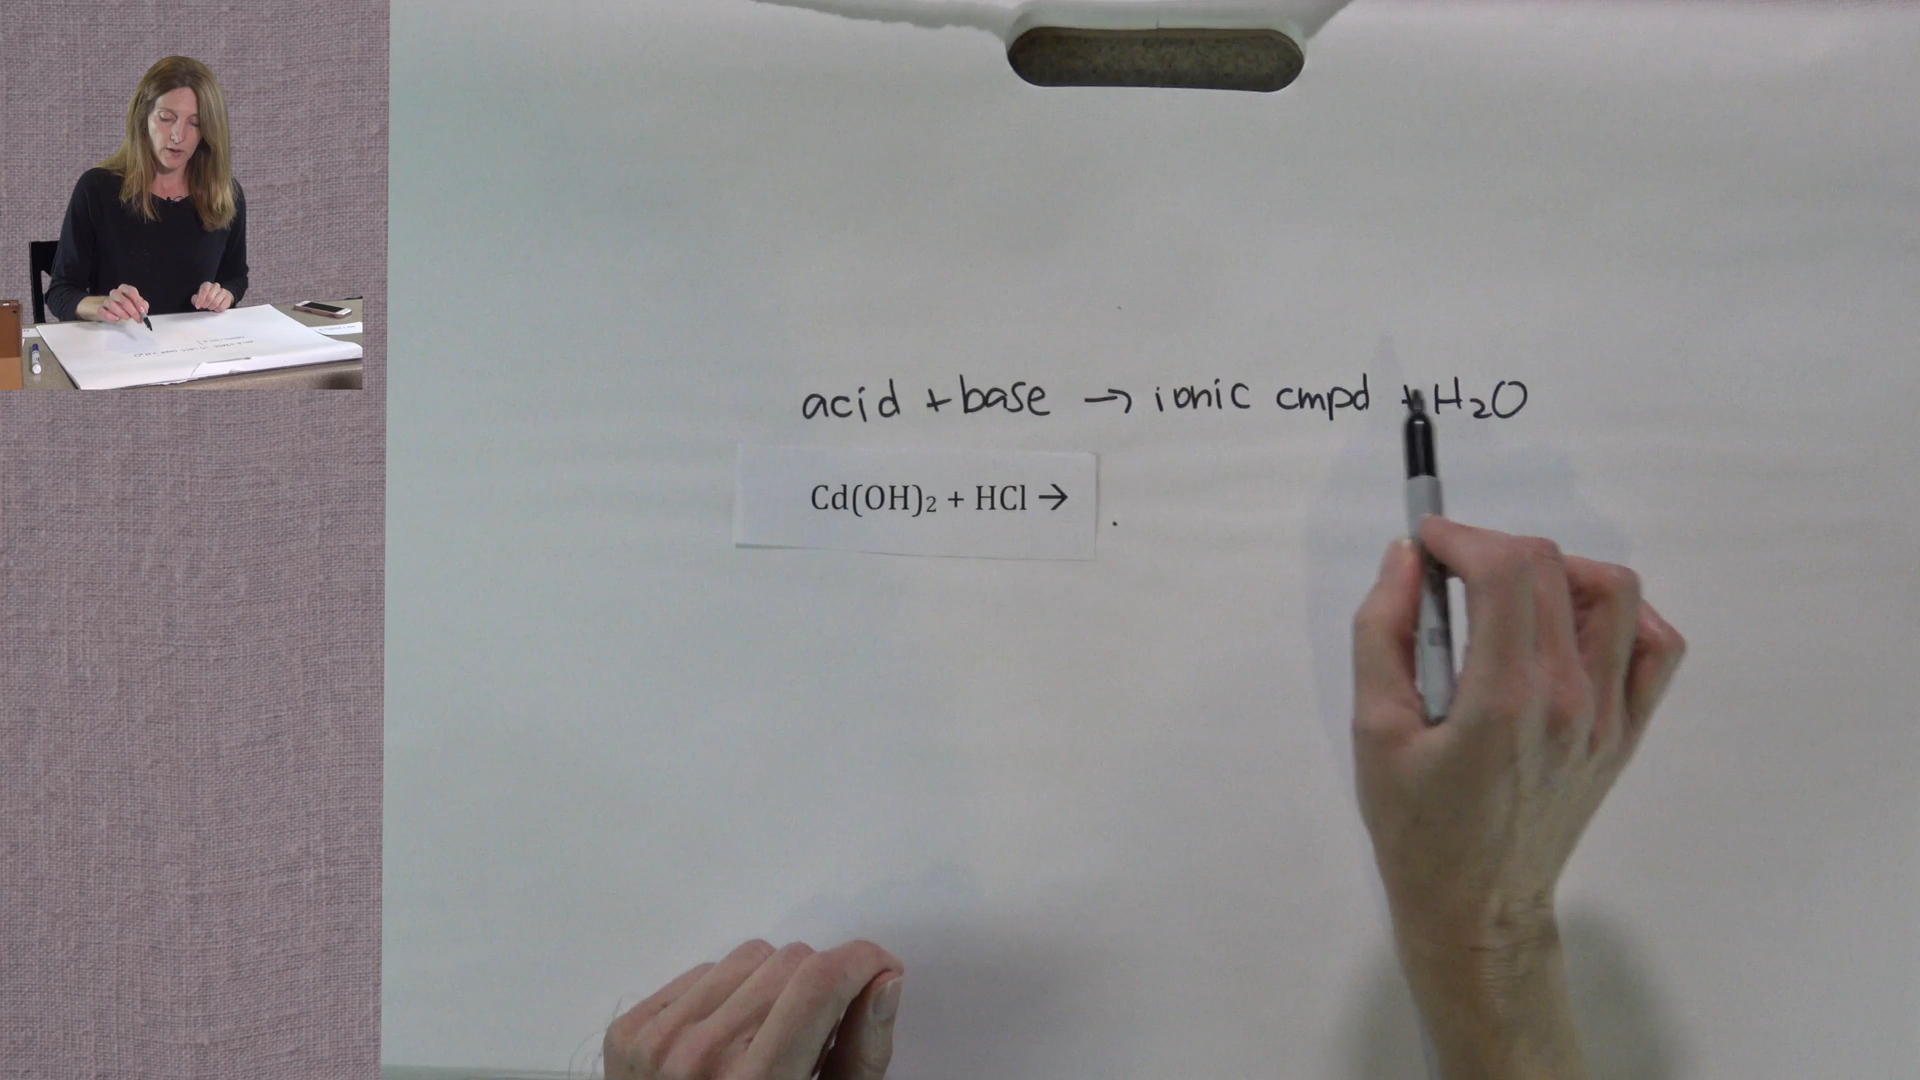 acid + base → ionic cmpd + H₂O
Cd(OH)₂ + HCl →